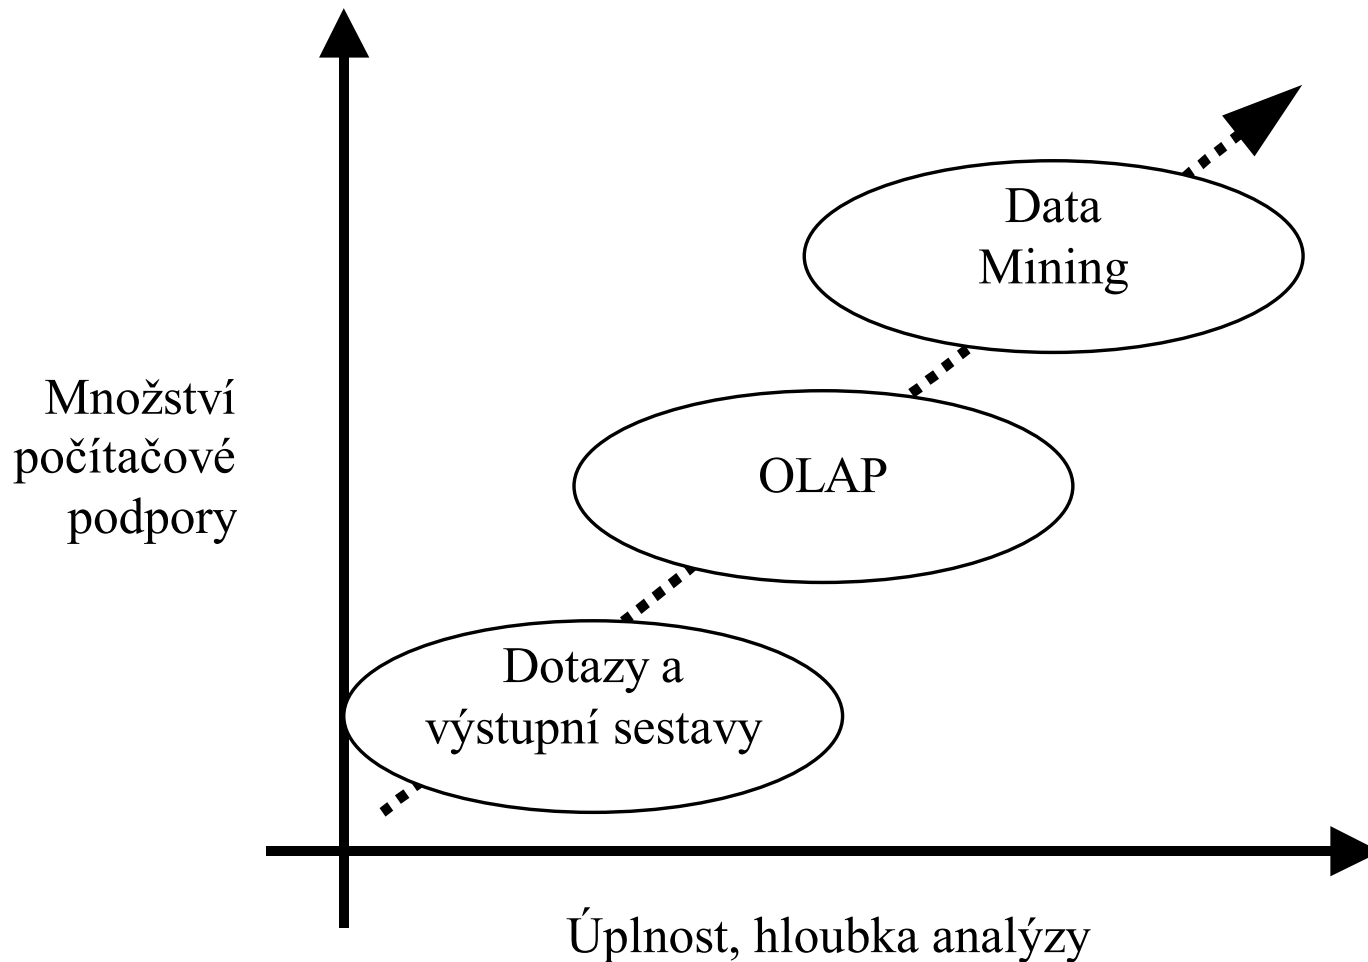 Data
Mining
Množství
počítačové
podpory
OLAP
Dotazy a
výstupní sestavy
Úplnost, hloubka analýzy